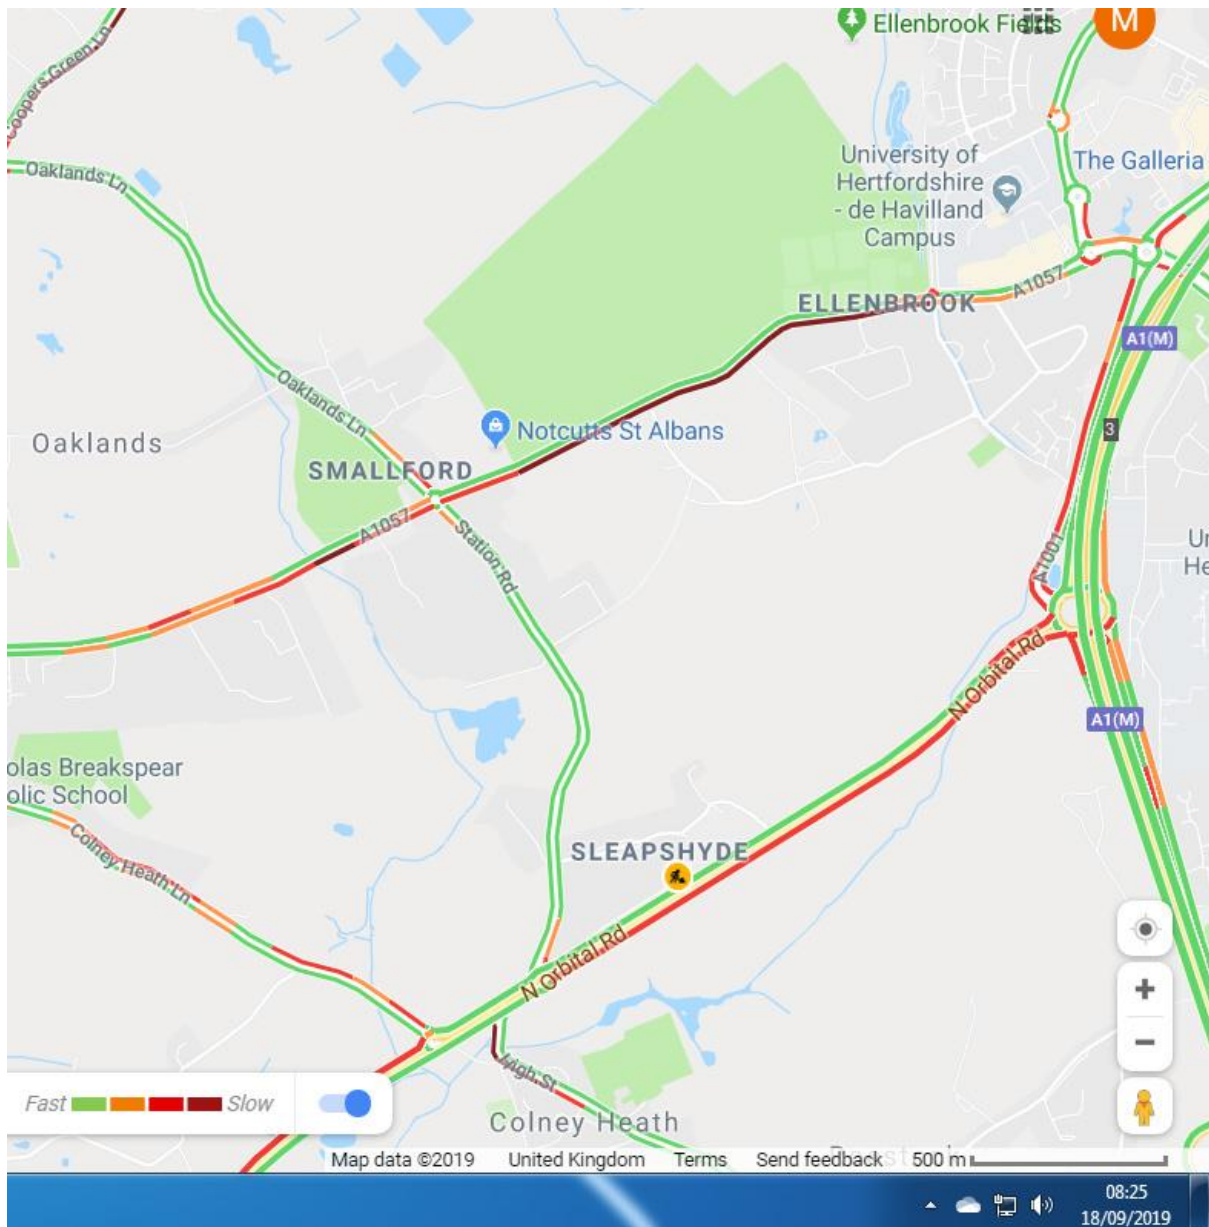 Ellenbrook Fields
M
Coopers Green Ln
Oaklands Ln
University of
Hertfordshire
- de Havilland
Campus
The Galleria
ELLENBROOK
A1057
A1(M)
3
Oaklands Ln
Oaklands
Notcutts St Albans
SMALLFORD
A1057
Station Rd
A1001
Un
He
N Orbital Rd
A1(M)
olas Breakspear
olic School
Colney Heath Ln
SLEAPSHYDE
N Orbital Rd
High St
Fast
Slow
Colney Heath
Map data ©2019 United Kingdom Terms Send feedback 500 m
08:25
18/09/2019